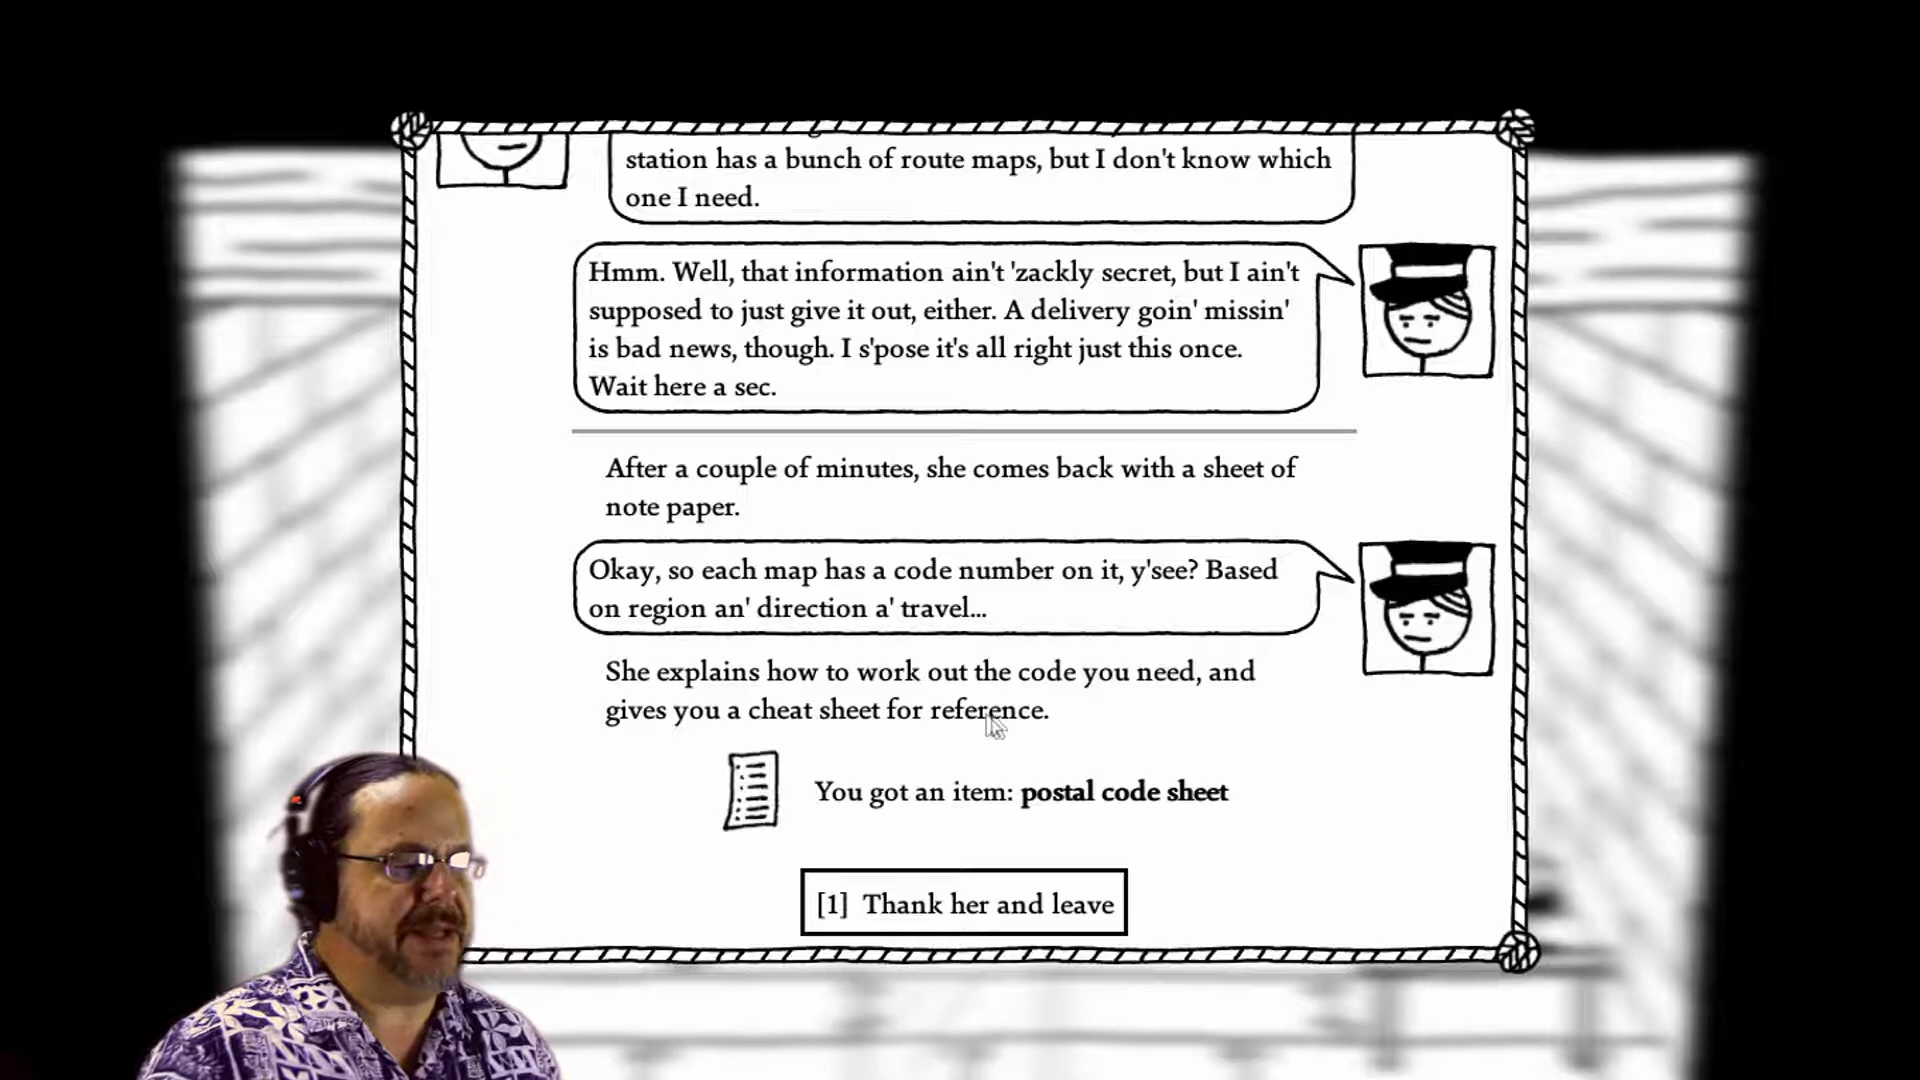 station has a bunch of route maps, but I don't know which
one I need.
Hmm. Well, that information ain't 'zackly secret, but I ain't
supposed to just give it out, either. A delivery goin' missin'
is bad news, though. I s'pose it's all right just this once.
Wait here a sec.
After a couple of minutes, she comes back with a sheet of
note paper.
Okay, so each map has a code number on it, y'see? Based
on region an' direction a' travel...
She explains how to work out the code you need, and
gives you a cheat sheet for reference.
You got an item: postal code sheet
[1] Thank her and leave